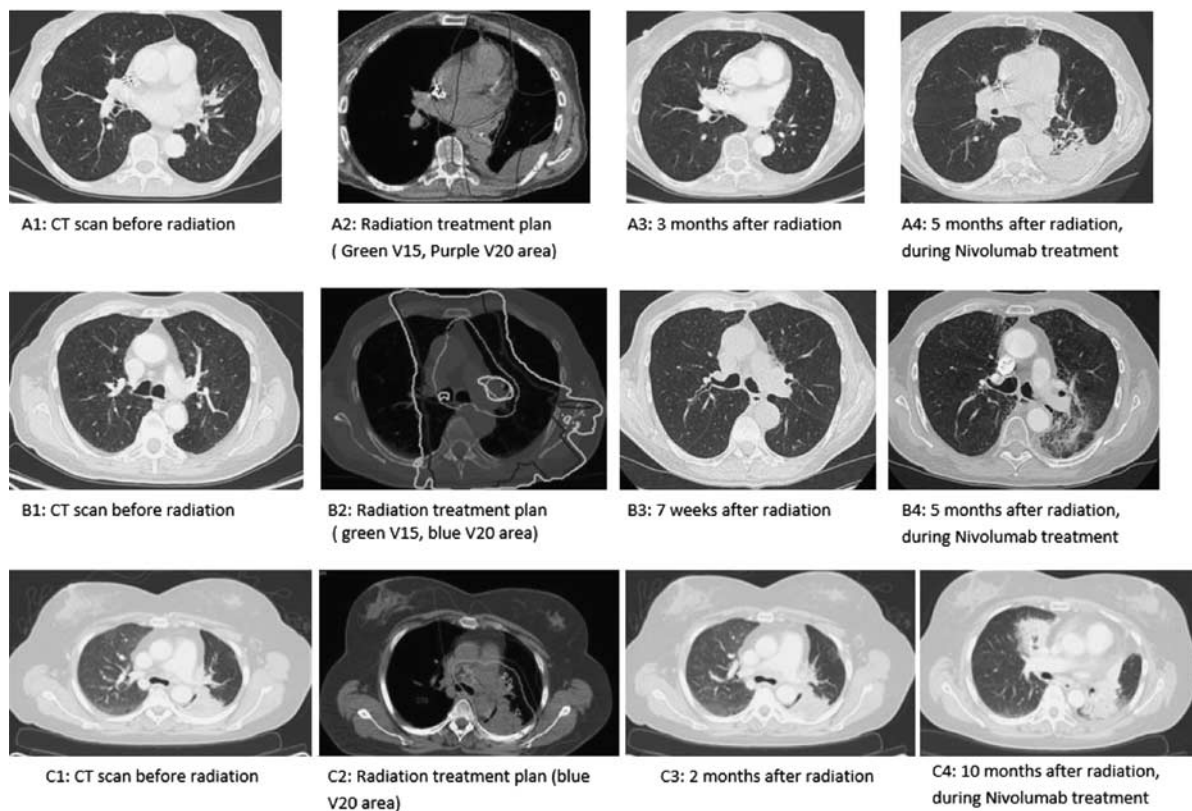 A1: CT scan before radiation
A2: Radiation treatment plan
( Green V15, Purple V20 area)
A3: 3 months after radiation
A4: 5 months after radiation,
during Nivolumab treatment
B1: CT scan before radiation
B2: Radiation treatment plan
( green V15, blue V20 area)
B3: 7 weeks after radiation
B4: 5 months after radiation,
during Nivolumab treatment
C1: CT scan before radiation
C2: Radiation treatment plan (blue
V20 area)
C3: 2 months after radiation
C4: 10 months after radiation,
during Nivolumab treatment